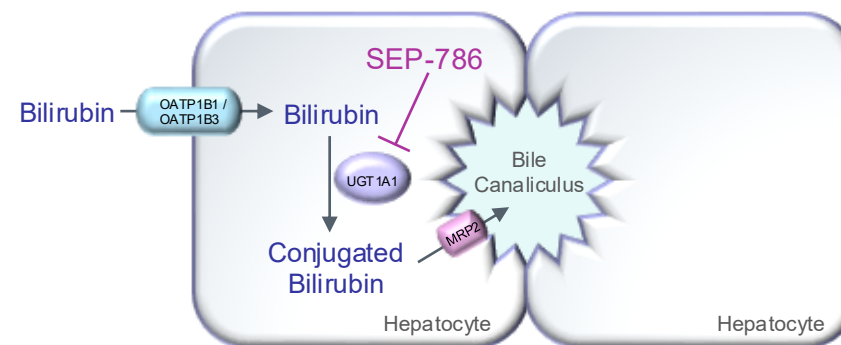 SEP-786
Bilirubin
OATP1B1 /
OATP1B3
Bilirubin
UGT1A1
Bile
Canaliculus
MRP2
Conjugated
Bilirubin
Hepatocyte
Hepatocyte